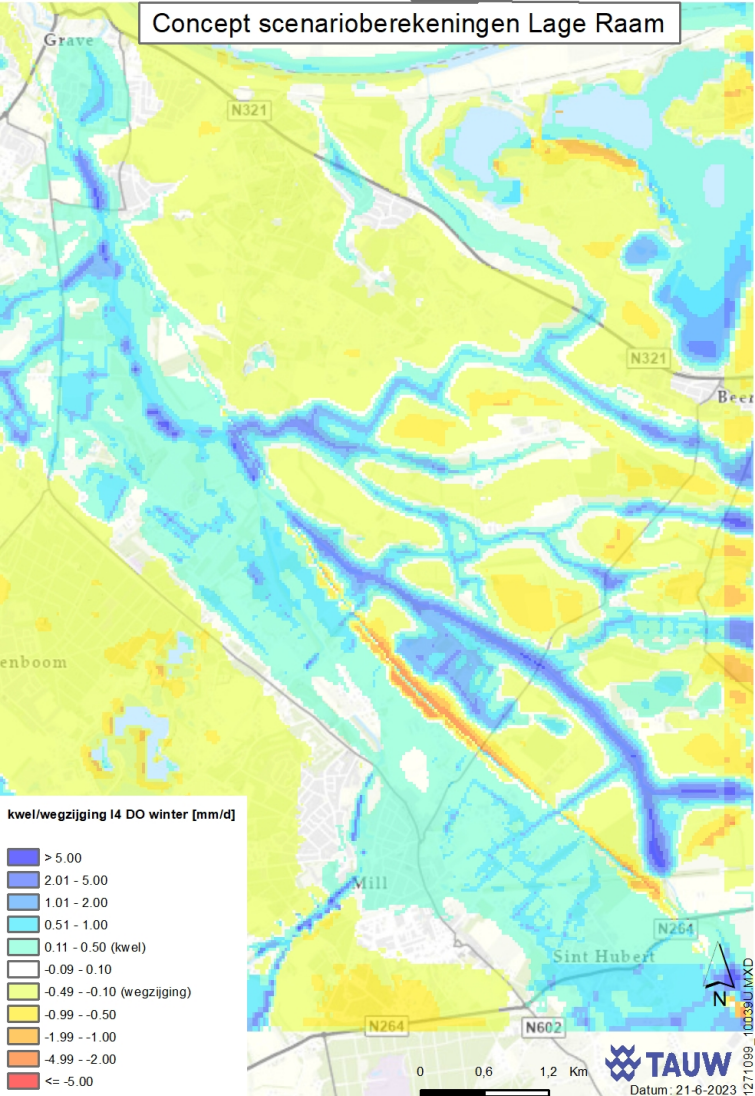 Concept scenarioberekeningen Lage Raam
Grave
N321
N321
Beer
enboom
kwel/wegzijging I4 DO winter [mm/d]
> 5.00
2.01 - 5.00
1.01 - 2.00
0.51 - 1.00
0.11 - 0.50 (kwel)
-0.09 - 0.10
-0.49 - -0.10 (wegzijging)
-0.99 - -0.50
-1.99 - -1.00
-4.99 - -2.00
<= -5.00
Mill
N264
Sint Hubert
N
N264
N602
0 0,6 1,2 Km
TAUW
Datum: 21-6-2023
1271099_10039U.MXD